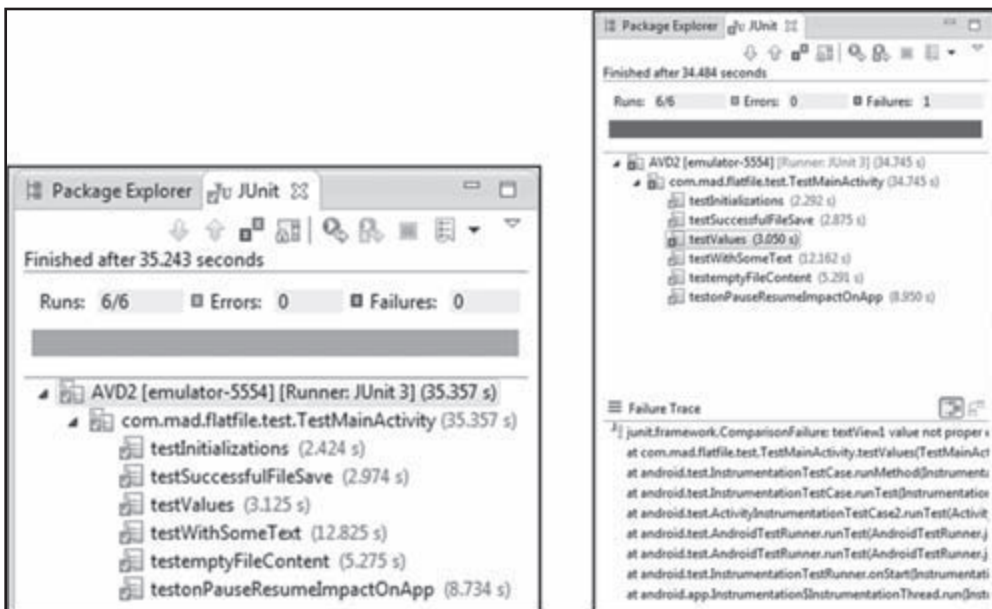 Package Explorer JUnit
Finished after 35.243 seconds
Runs: 6/6 Errors: 0 Failures: 0
AVD2 [emulator-5554] [Runner: JUnit 3] (35.357 s)
com.mad.flatfile.test.TestMainActivity (35.357 s)
testInitializations (2.424 s)
testSuccessfulFileSave (2.974 s)
testValues (3.125 s)
testWithSomeText (12.825 s)
testemptyFileContent (5.275 s)
testonPauseResumeImpactOnApp (8.734 s)
Package Explorer JUnit
Finished after 34.484 seconds
Runs: 6/6 Errors: 0 Failures: 1
AVD2 [emulator-5554] [Runner: JUnit 3] (34.745 s)
com.mad.flatfile.test.TestMainActivity (34.745 s)
testInitializations (2.292 s)
testSuccessfulFileSave (2.875 s)
testValues (3.050 s)
testWithSomeText (12.162 s)
testemptyFileContent (5.291 s)
testonPauseResumeImpactOnApp (8.950 s)
Failure Trace
junit.framework.ComparisonFailure: textView1 value not proper
at com.mad.flatfile.test.TestMainActivity.testValues(TestMainAct
at android.test.InstrumentationTestCase.runMethod(Instrumenta
at android.test.InstrumentationTestCase.runTest(Instrumentation
at android.test.ActivityInstrumentationTestCase2.runTest(Activit
at android.test.AndroidTestRunner.runTest(AndroidTestRunner.j
at android.test.AndroidTestRunner.runTest(AndroidTestRunner.j
at android.test.InstrumentationTestRunner.onStart(Instrumentati
at android.app.Instrumentation$InstrumentationThread.run(Inst